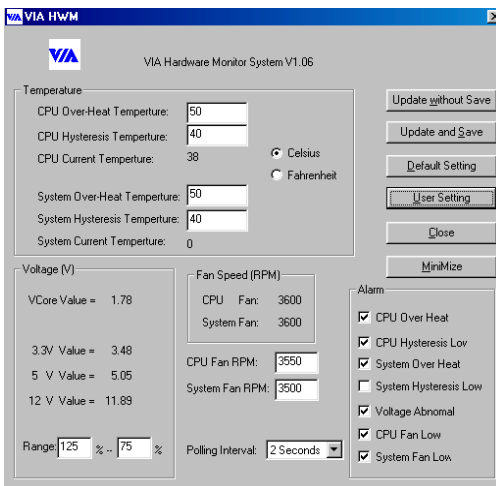 VIA HWM
VIA
VIA Hardware Monitor System V1.06
Temperature
CPU Over-Heat Temperture: 50
CPU Hysteresis Temperture: 40
CPU Current Temperture: 38
Celsius
Fahrenheit
System Over-Heat Temperture: 50
System Hysteresis Temperture: 40
System Current Temperture: 0
Update without Save
Update and Save
Default Setting
User Setting
Close
MiniMize
Voltage (V)
VCore Value = 1.78
3.3V Value = 3.48
5 V Value = 5.05
12 V Value = 11.89
Range: 125 % .. 75 %
Fan Speed (RPM)
CPU Fan: 3600
System Fan: 3600
CPU Fan RPM: 3550
System Fan RPM: 3500
Polling Interval: 2 Seconds
Alarm
CPU Over Heat
CPU Hysteresis Lov
System Over Heat
System Hysteresis Low
Voltage Abnomal
CPU Fan Low
System Fan Low